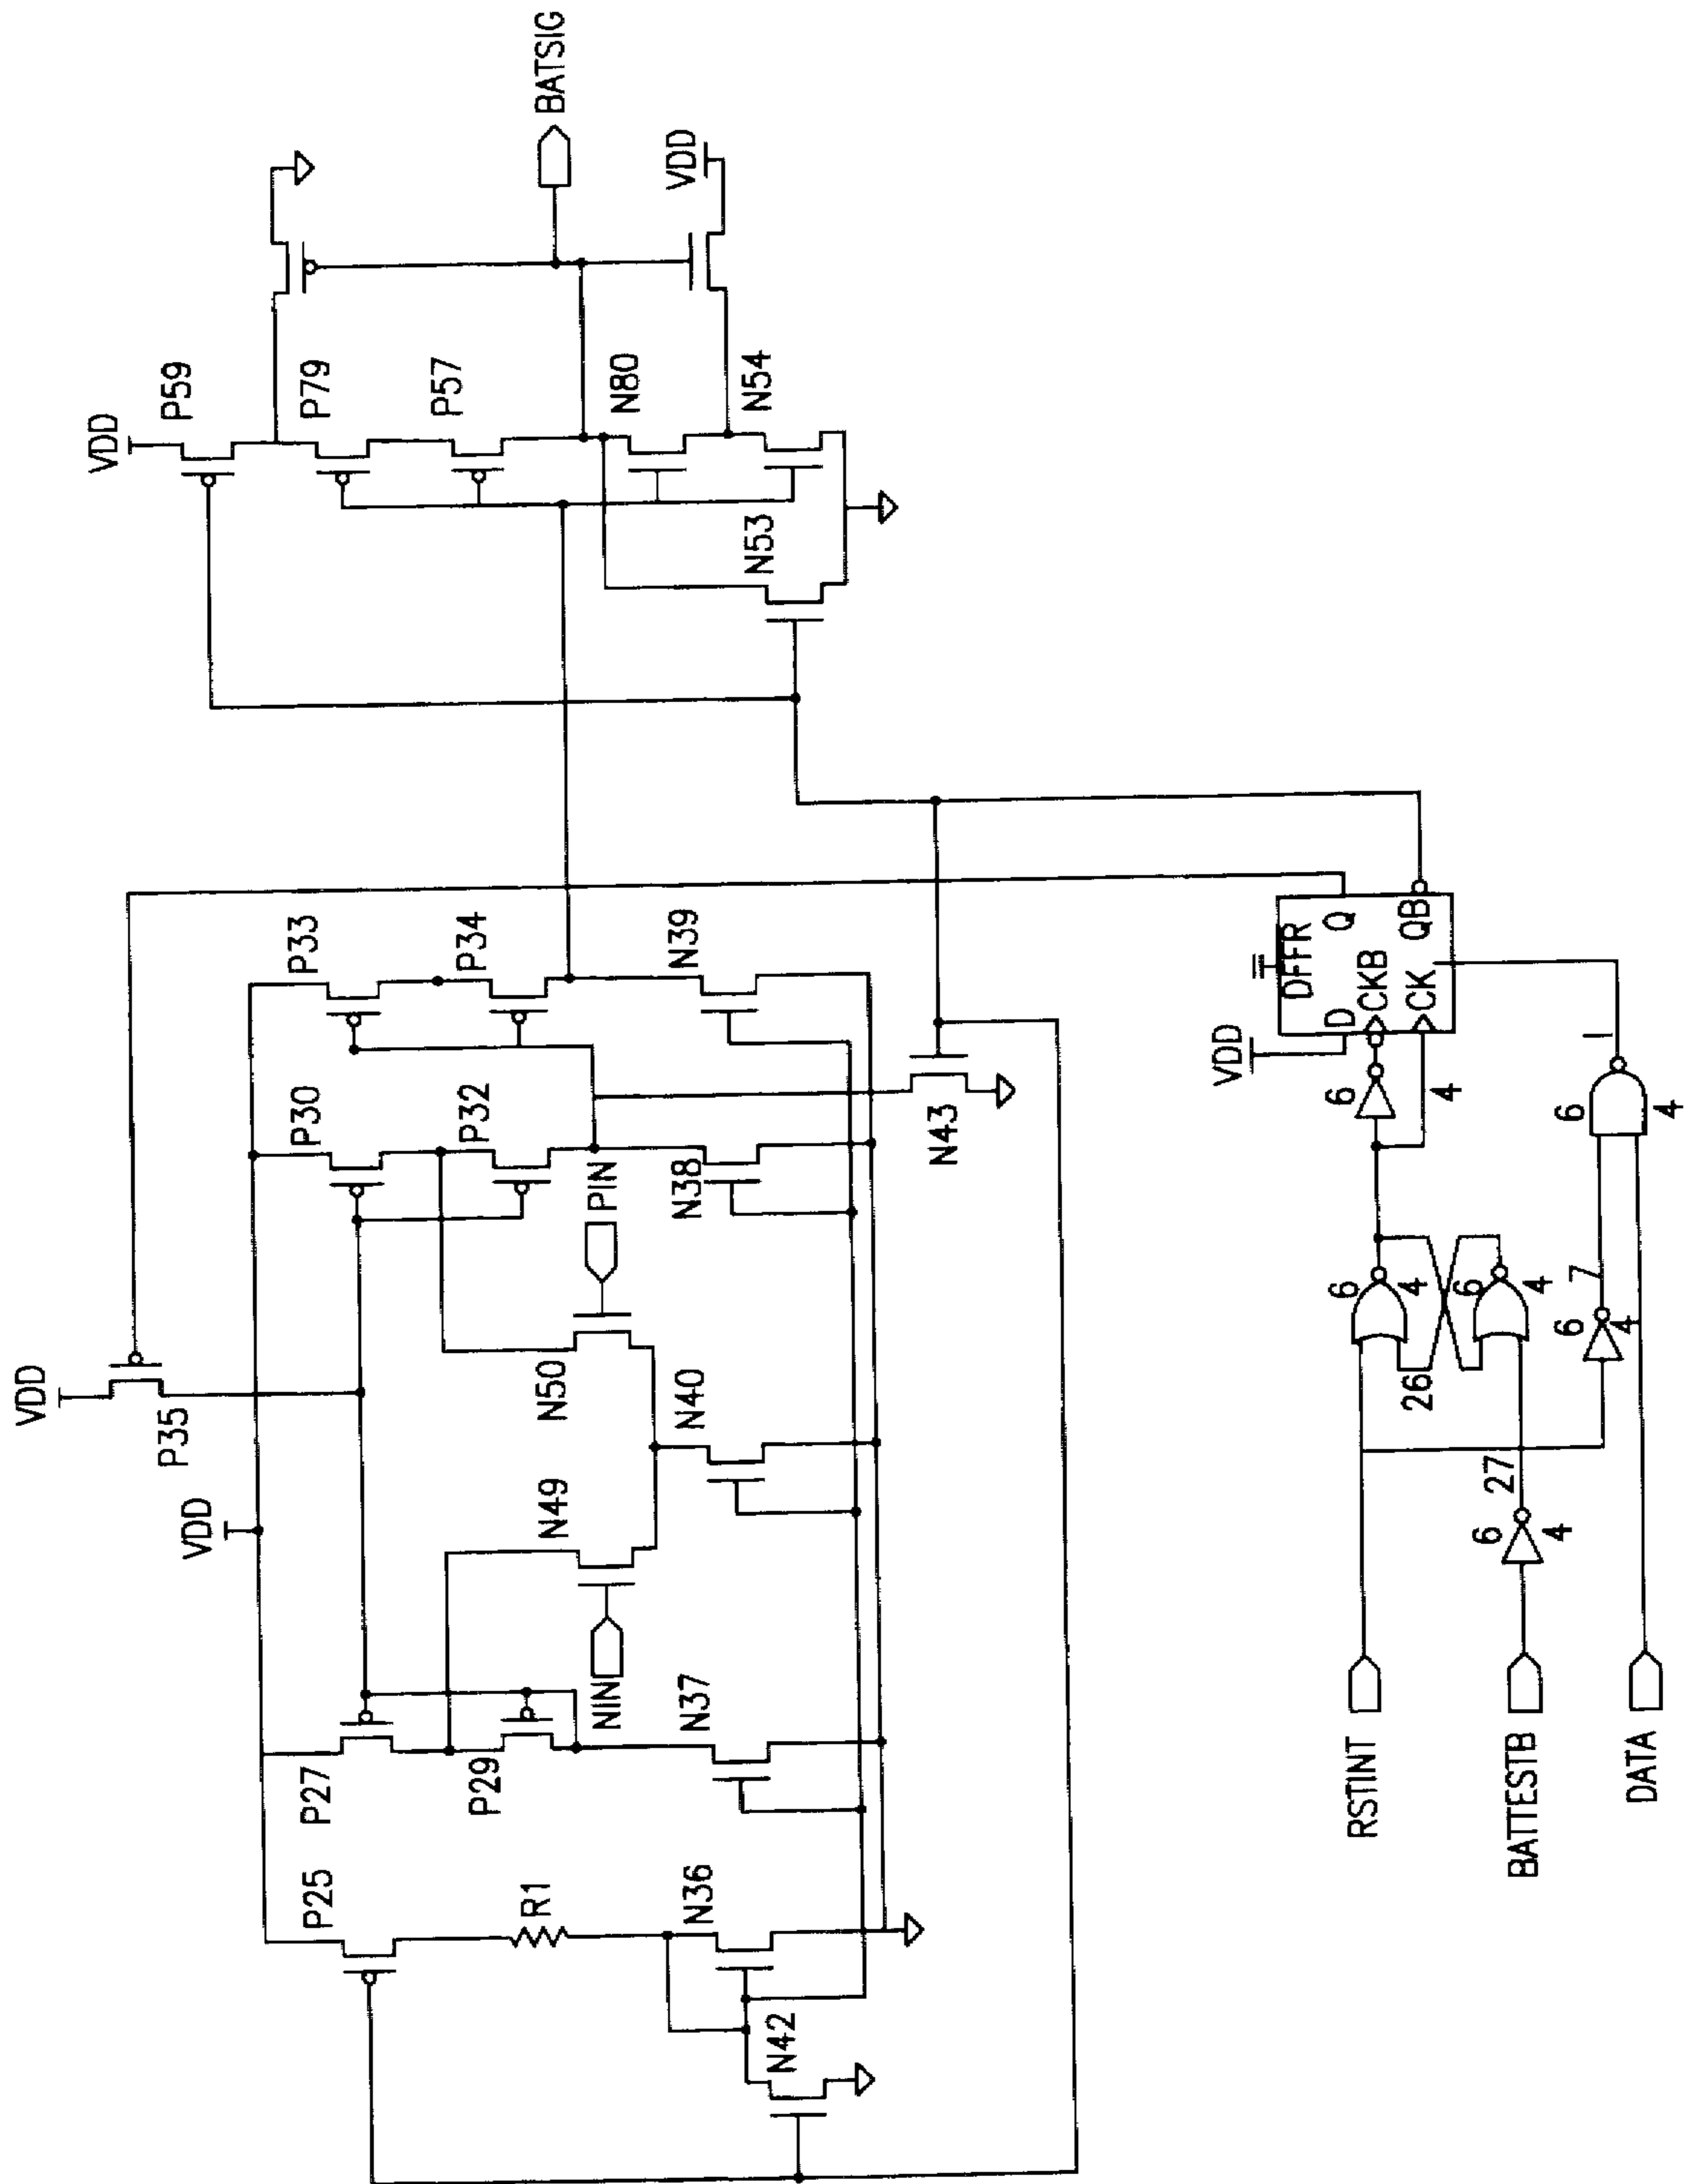 VDD
P59
P79
P57
N80
N54
N53
BATSIG
VDD
VDD
P35
VDD
P25
P27
P29
P30
P32
P33
P34
R1
NIN
N49
N50
PIN
N36
N37
N40
N38
N39
N42
N43
VDD
DFFR
D
Q
CKB
CK
QB
RSTINT
BATTESTB
DATA
6
4
26
6
4
6
4
27
6
4
7
6
4
6
4
1